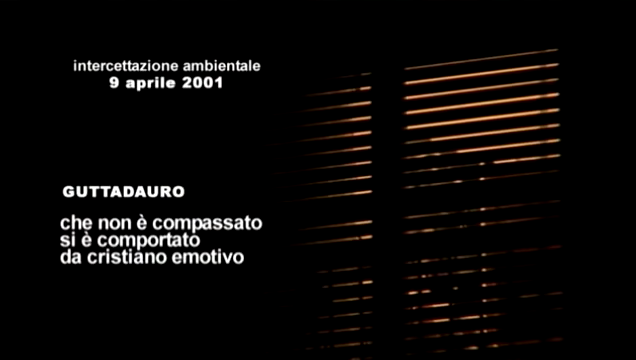 intercettazione ambientale
9 aprile 2001
GUTTADAURO
che non è compassato
si è comportato
da cristiano emotivo